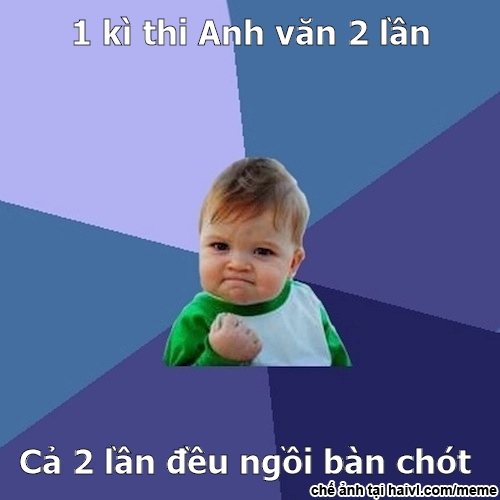 1 kì thi Anh văn 2 lần
Cả 2 lần đều ngồi bàn chót
chế ảnh tại haivl.com/meme